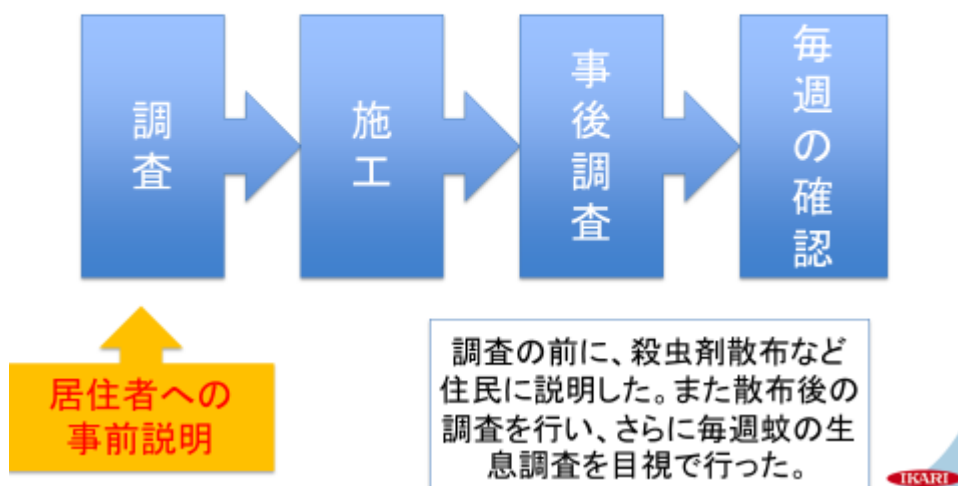 調査
施工
事後調査
毎週の確認
居住者への
事前説明
調査の前に、殺虫剤散布など
住民に説明した。また散布後の
調査を行い、さらに毎週蚊の生
息調査を目視で行った。
IKARI